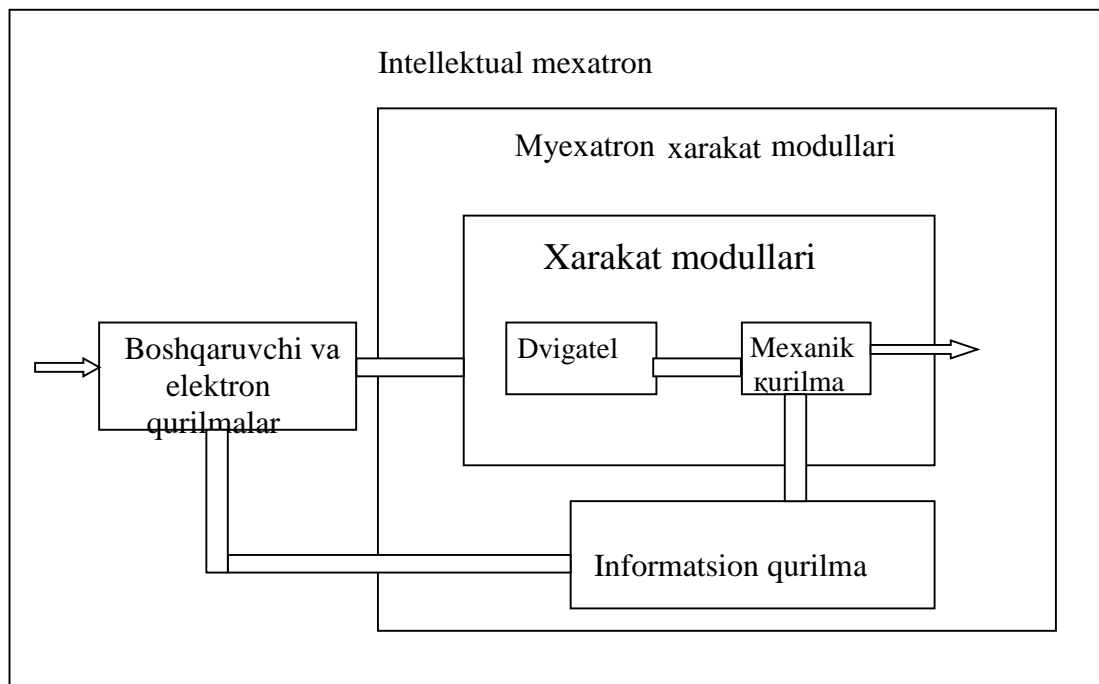 Intellektual mexatron
Myexatron xarakat modullari
Xarakat modullari
Boshqaruvchi va
elektron
qurilmalar
Dvigatel
Mexanik
қurilma
Informatsion qurilma